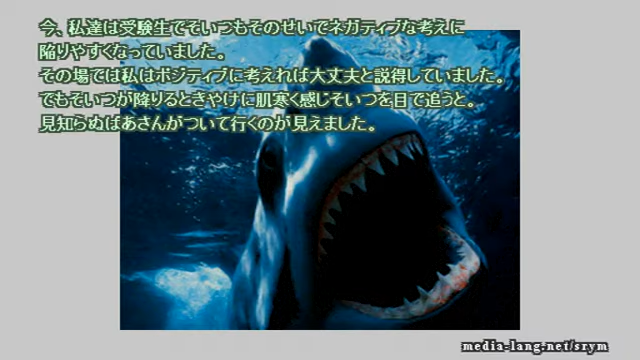 今、私達は受験生でそいつもそのせいでネガティブな考えに
陥りやすくなっていました。
その場では私はポジティブに考えれば大丈夫と説得していました。
でもそいつが降りるときやけに肌寒く感じそいつを目で追うと。
見知らぬばあさんがついて行くのが見えました。
media-lang-net/srym